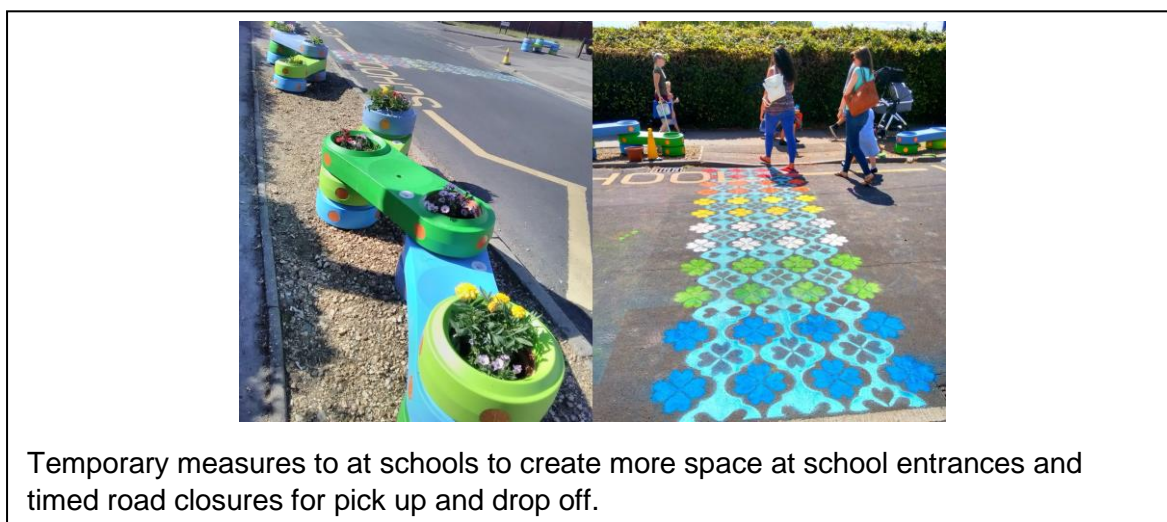 SCHOOL
Temporary measures to at schools to create more space at school entrances and
timed road closures for pick up and drop off.